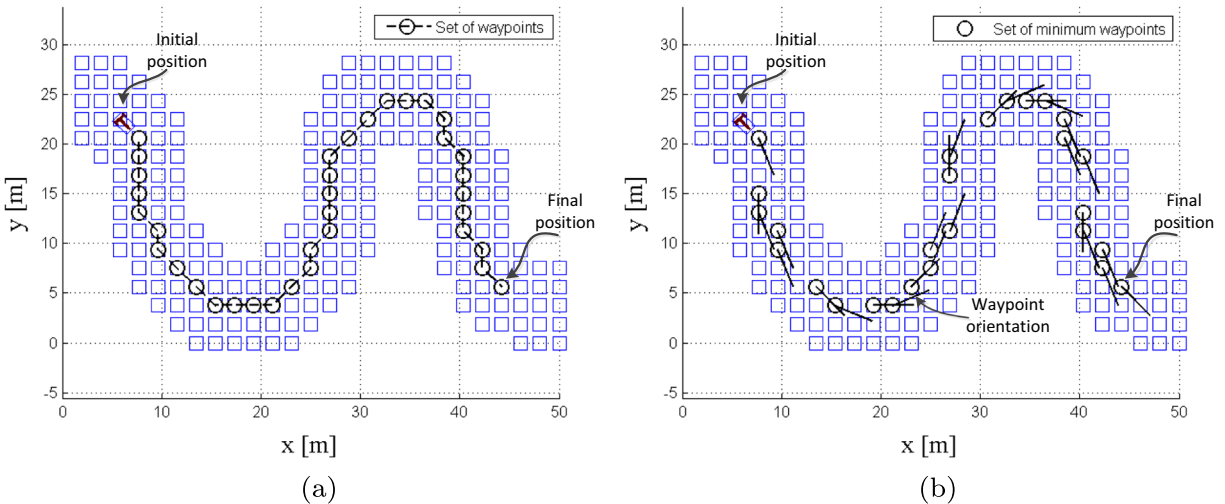 Set of waypoints
Initial
position
Final
position
y [m]
30
25
20
15
10
5
0
-5
0
10
20
30
40
50
x [m]
(a)
Set of minimum waypoints
Initial
position
Final
position
Waypoint
orientation
y [m]
30
25
20
15
10
5
0
-5
0
10
20
30
40
50
x [m]
(b)